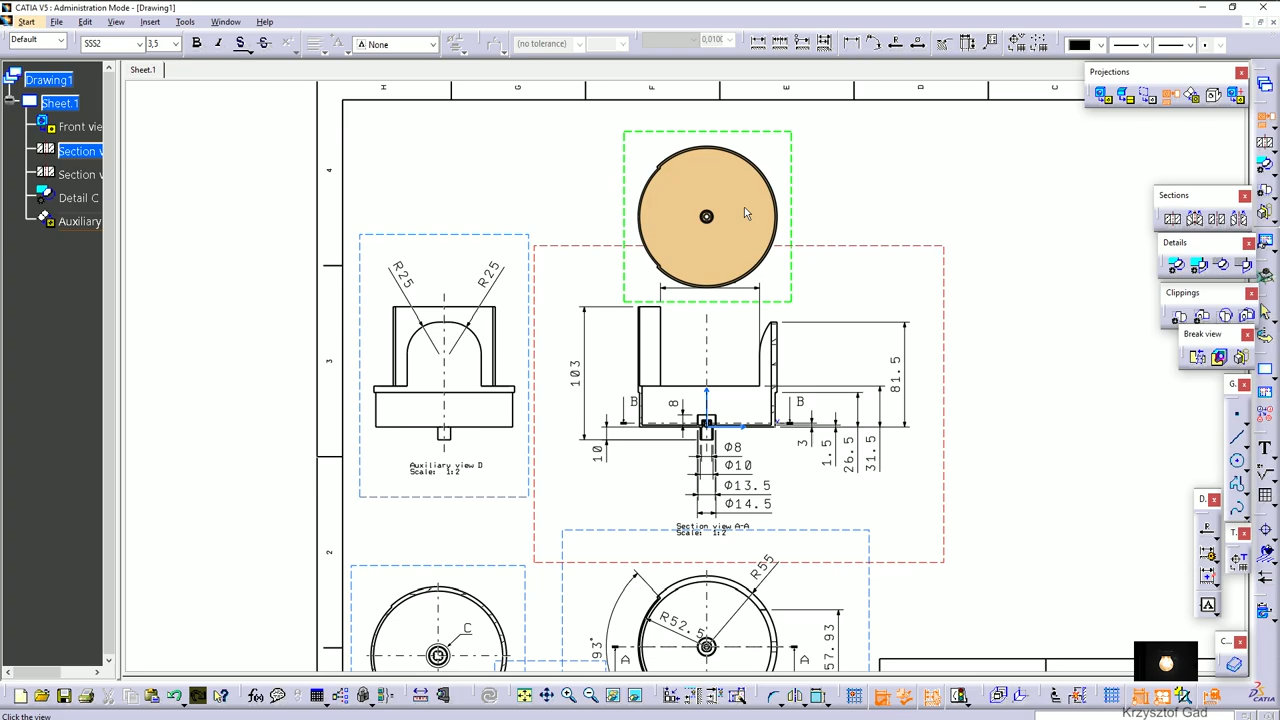 CATIA V5 : Administration Mode - [Drawing1]
Start File Edit View Insert Tools Window Help
Default SSS2 3,5 B I S S None (no tolerance) 0,010
Sheet.1
Projections
Drawing1
Sheet.1
Front vie
Section v
Section v
Detail C
Auxiliary
H G F E C
4
3
2
Sections
Details
Clippings
Break view
G.
D.
T.
C...
R25 R25
Auxiliary view D
Scale: 1:2
103
81.5
B B
8
10
3
1.5
26.5
31.5
Φ8
Φ10
Φ13.5
Φ14.5
Section view A-A
Scale: 1:2
C
R55
R52.5
93°
57.93
D D
Click the view
CATIA
Krzysztof Gad